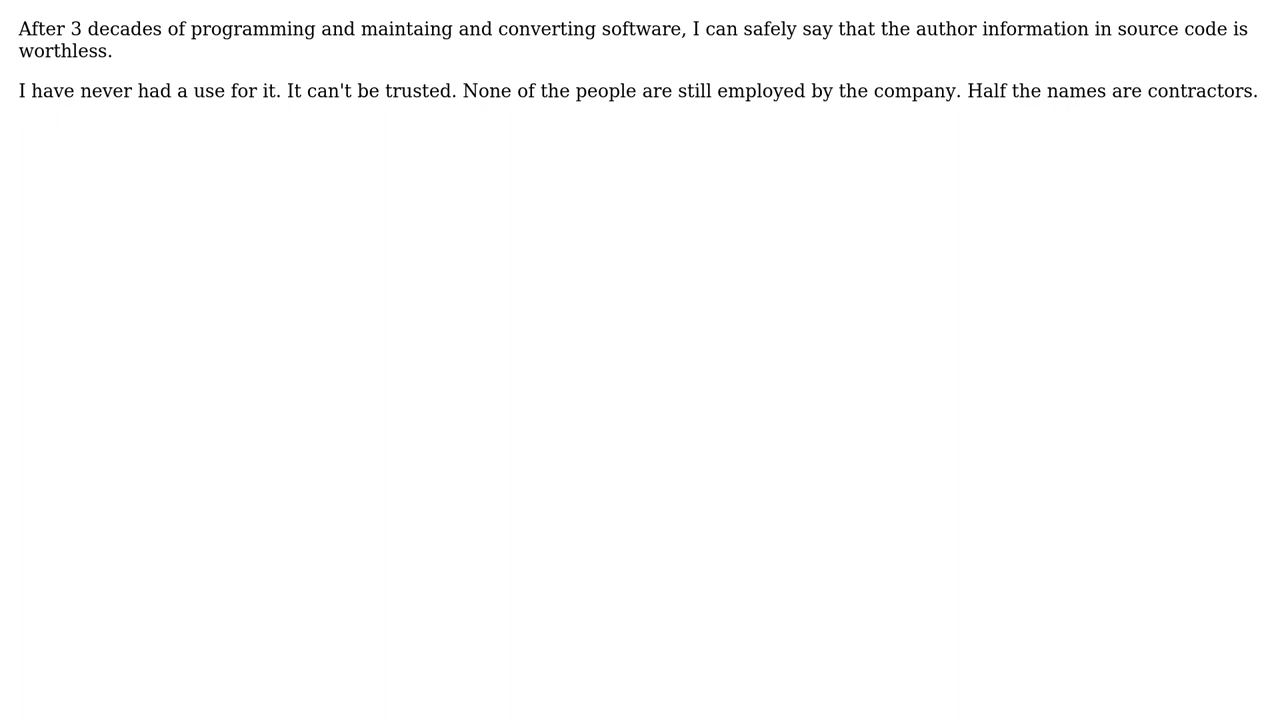 After 3 decades of programming and maintaing and converting software, I can safely say that the author information in source code is
worthless.
I have never had a use for it. It can't be trusted. None of the people are still employed by the company. Half the names are contractors.